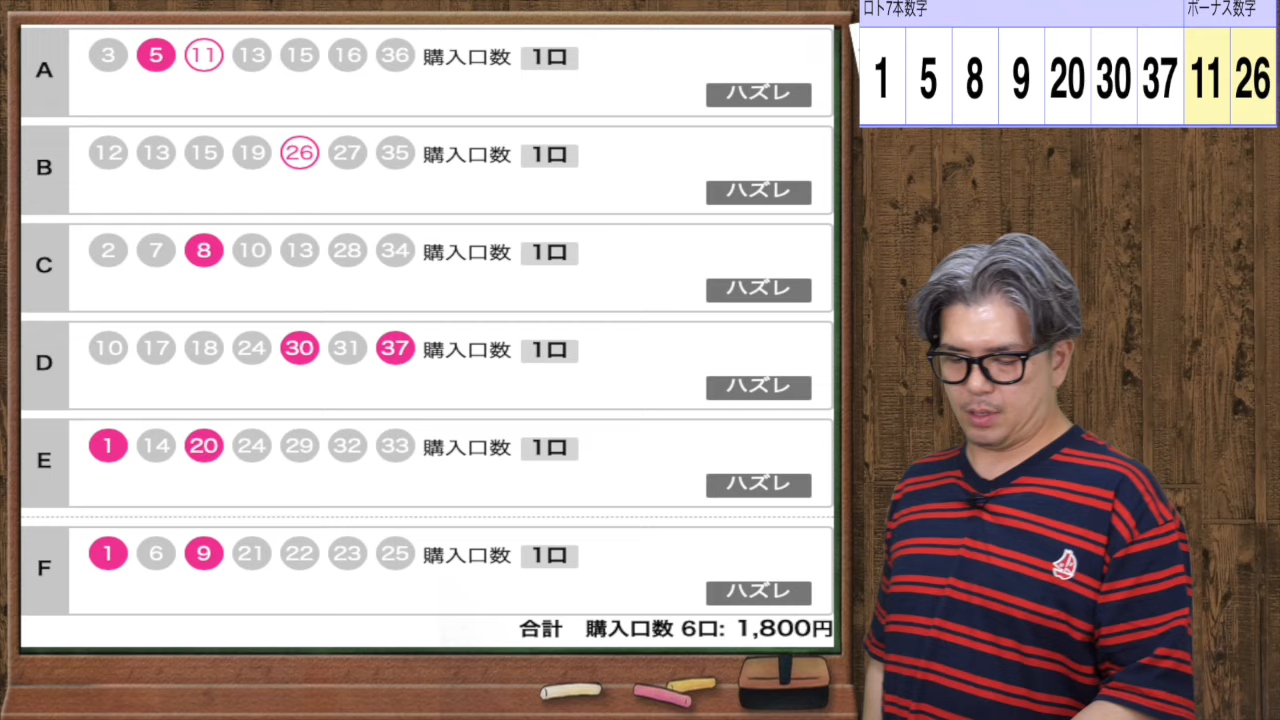 ロト7本数字 ボーナス数字
1 5 8 9 20 30 37 11 26
A 3 5 11 13 15 16 36 購入口数 1口
ハズレ
B 12 13 15 19 26 27 35 購入口数 1口
ハズレ
C 2 7 8 10 13 28 34 購入口数 1口
ハズレ
D 10 17 18 24 30 31 37 購入口数 1口
ハズレ
E 1 14 20 24 29 32 33 購入口数 1口
ハズレ
F 1 6 9 21 22 23 25 購入口数 1口
ハズレ
合計 購入口数 6口: 1,800円